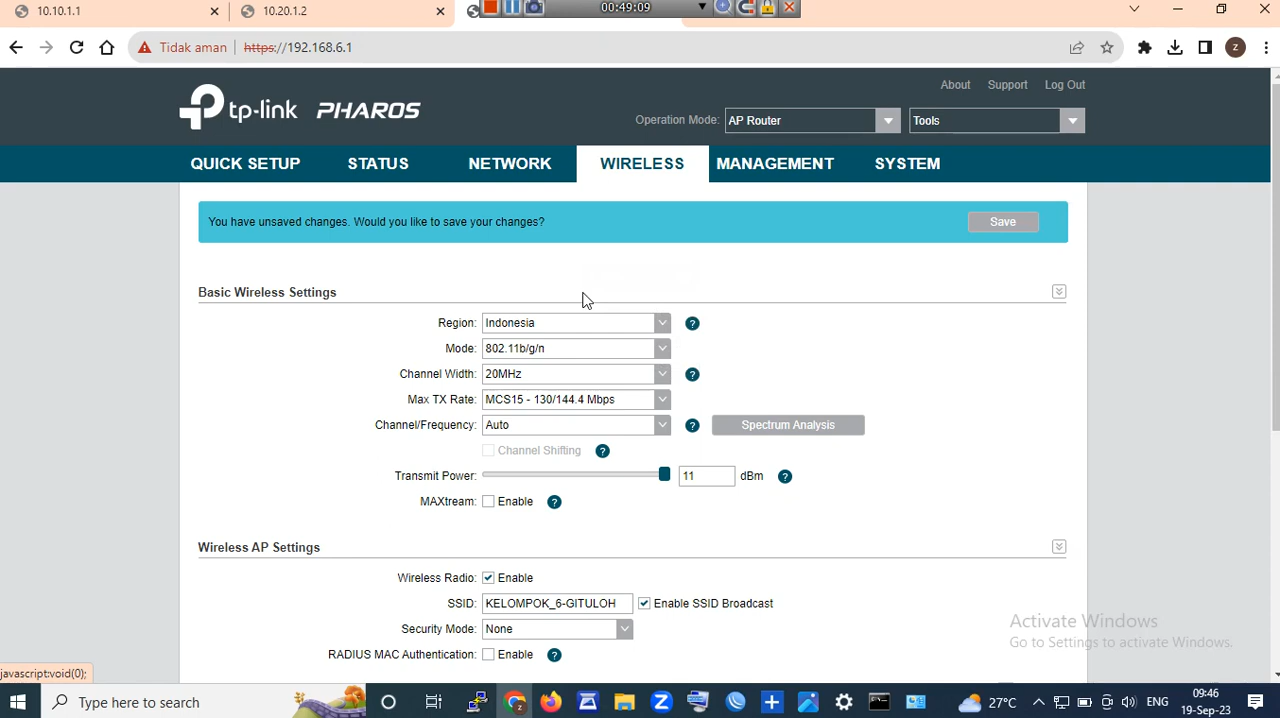 10.10.1.1
10.20.1.2
00:49:09
Tidak aman
https://192.168.6.1
z
About
Support
Log Out
tp-link PHAROS
Operation Mode:
AP Router
Tools
QUICK SETUP
STATUS
NETWORK
WIRELESS
MANAGEMENT
SYSTEM
You have unsaved changes. Would you like to save your changes?
Save
Basic Wireless Settings
Region: Indonesia ?
Mode: 802.11b/g/n
Channel Width: 20MHz ?
Max TX Rate: MCS15 - 130/144.4 Mbps
Channel/Frequency: Auto ? Spectrum Analysis
Channel Shifting ?
Transmit Power: 11 dBm ?
MAXtream: Enable ?
Wireless AP Settings
Wireless Radio: Enable
SSID: KELOMPOK_6-GITULOH Enable SSID Broadcast
Security Mode: None
RADIUS MAC Authentication: Enable ?
Activate Windows
Go to Settings to activate Windows.
javascript:void(0);
Type here to search
27°C
ENG
09:46
19-Sep-23